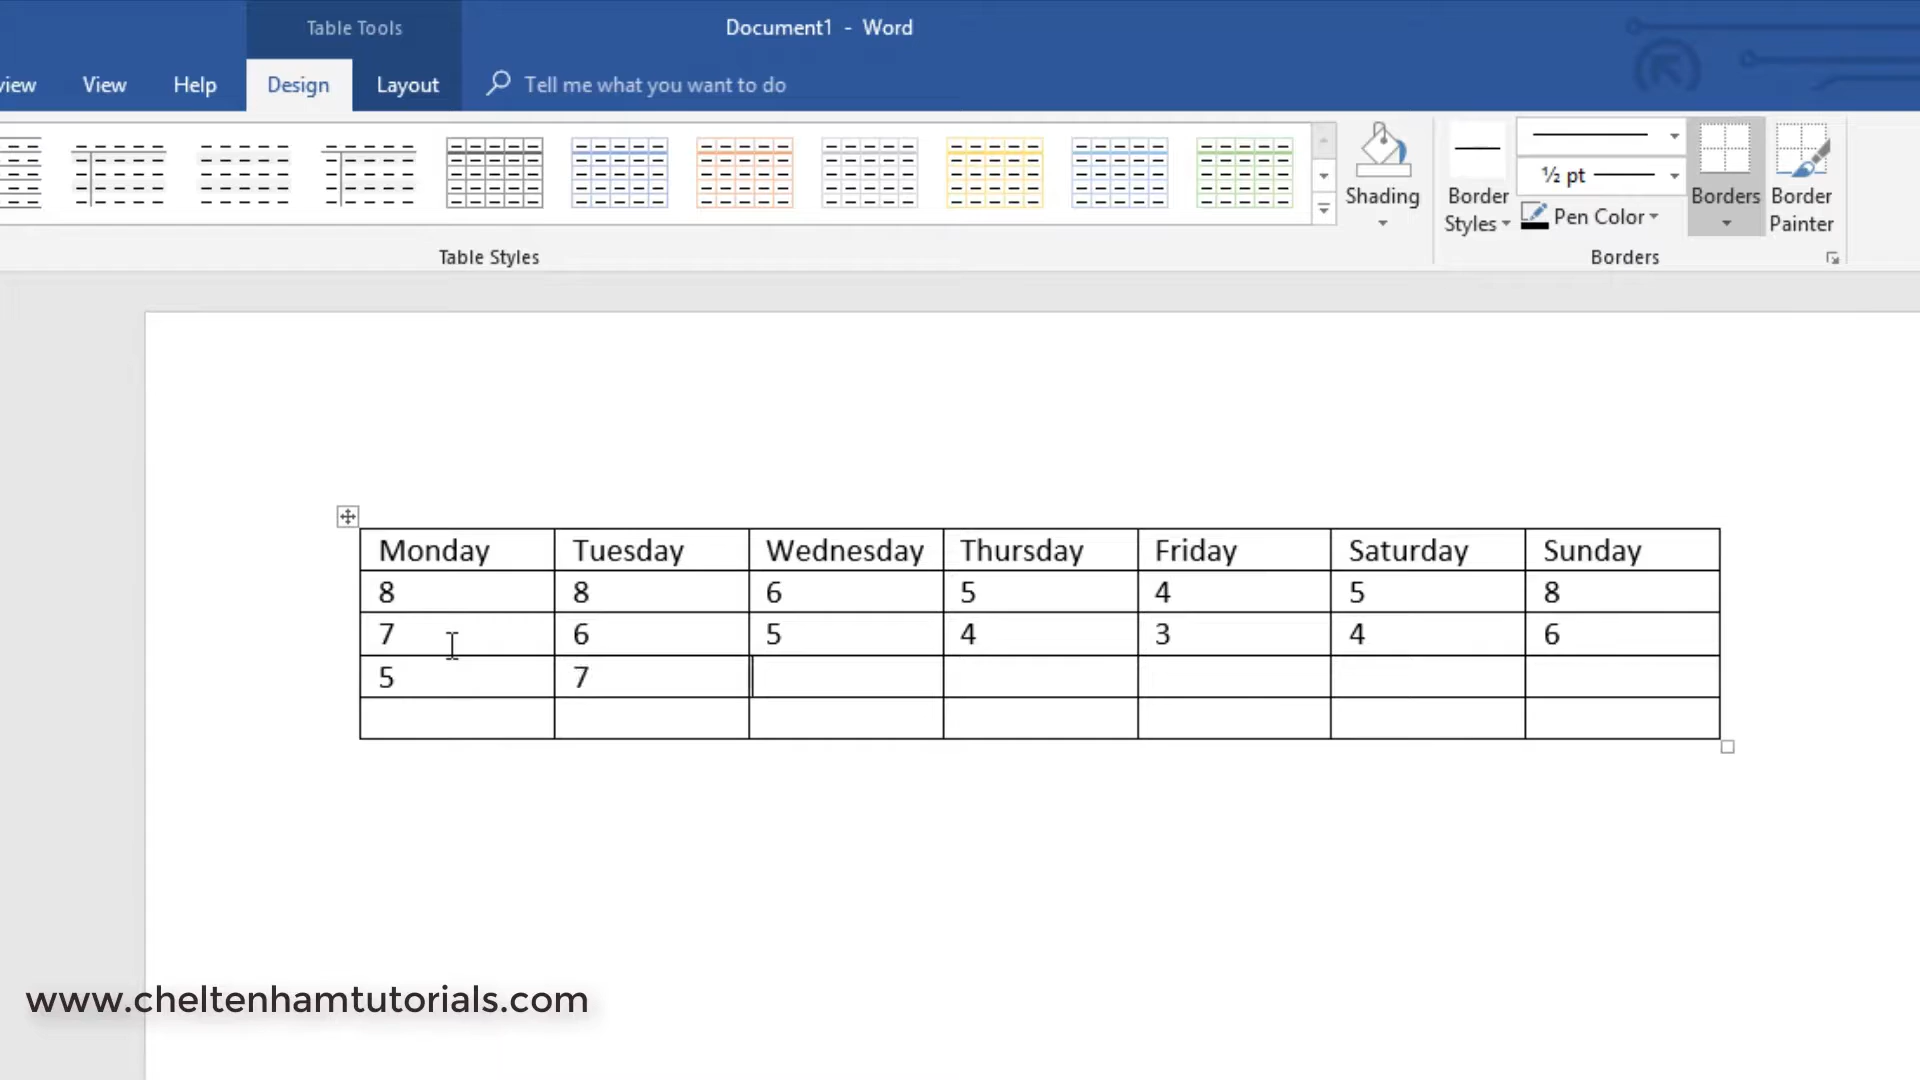 Table Tools
Document1 - Word
view View Help Design Layout Tell me what you want to do
½ pt
Shading
Border Styles
Pen Color
Borders
Border Painter
Table Styles
Borders
Monday Tuesday Wednesday Thursday Friday Saturday Sunday
8 8 6 5 4 5 8
7 6 5 4 3 4 6
5 7
www.cheltenhamtutorials.com